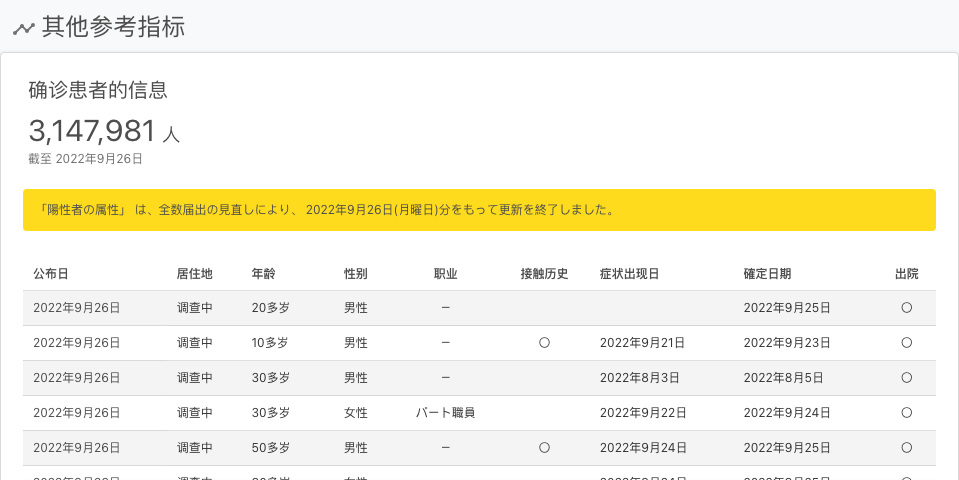 其他参考指标
确诊患者的信息
3,147,981 人
截至 2022年9月26日
「陽性者の属性」 は、全数届出の見直しにより、 2022年9月26日(月曜日)分をもって更新を終了しました。
公布日 居住地 年龄 性别 职业 接触历史 症状出现日 确定日期 出院
2022年9月26日 调查中 20多岁 男性 − 2022年9月25日 〇
2022年9月26日 调查中 10多岁 男性 − 〇 2022年9月21日 2022年9月23日 〇
2022年9月26日 调查中 30多岁 男性 − 2022年8月3日 2022年8月5日 〇
2022年9月26日 调查中 30多岁 女性 パート職員 2022年9月22日 2022年9月24日 〇
2022年9月26日 调查中 50多岁 男性 − 〇 2022年9月24日 2022年9月25日 〇